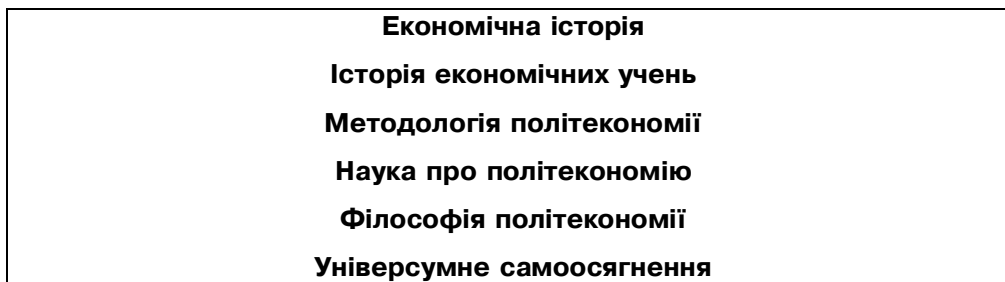 Економічна історія
Історія економічних учень
Методологія політекономії
Наука про політекономію
Філософія політекономії
Універсумне самоосягнення